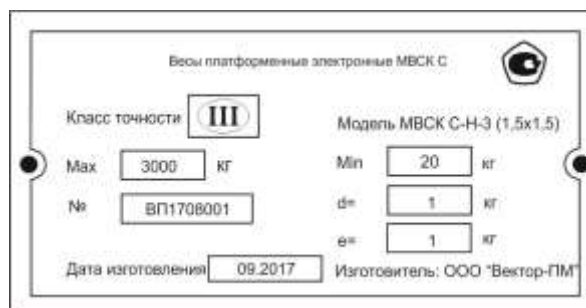 Весы платформенные электронные МВСК С
Класс точности III
Модель МВСК С-Н-3 (1,5х1,5)
Max 3000 кг
Min 20 кг
№ ВП1708001
d= 1 кг
e= 1 кг
Дата изготовления 09.2017
Изготовитель: ООО "Вектор-ПМ"